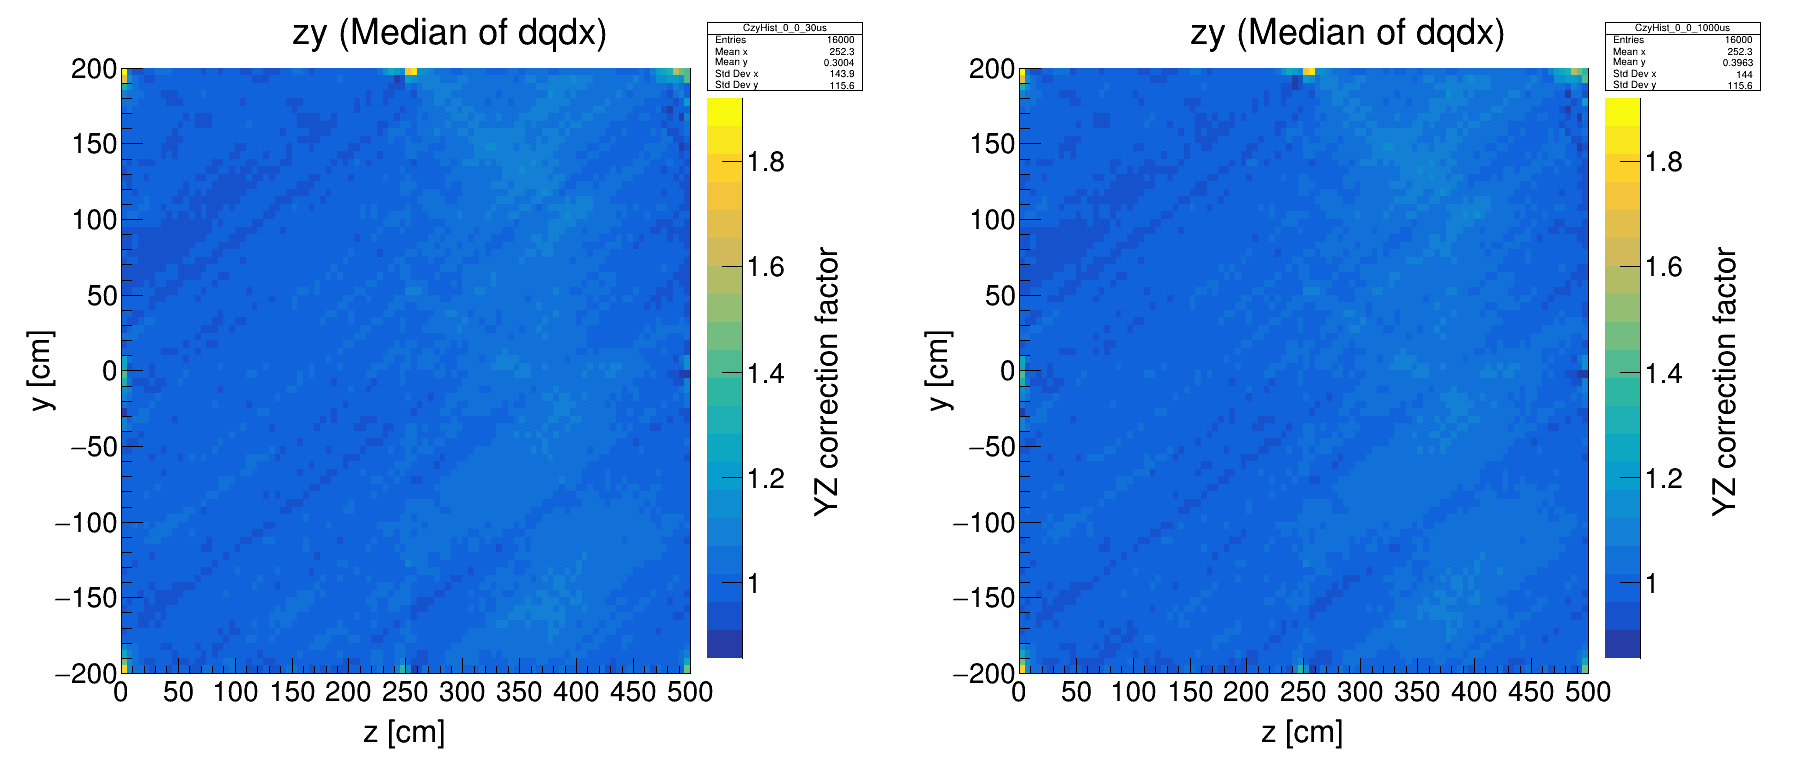 zy (Median of dqdx)
CzyHist_0_0_30us
Entries 16000
Mean x 252.3
Mean y 0.3004
Std Dev x 143.9
Std Dev y 115.6
200
150
100
50
0
−50
−100
−150
−200
y [cm]
0 50 100 150 200 250 300 350 400 450 500
z [cm]
1.8
1.6
1.4
1.2
1
YZ correction factor
zy (Median of dqdx)
CzyHist_0_0_1000us
Entries 16000
Mean x 252.3
Mean y 0.3963
Std Dev x 144
Std Dev y 115.6
200
150
100
50
0
−50
−100
−150
−200
y [cm]
0 50 100 150 200 250 300 350 400 450 500
z [cm]
1.8
1.6
1.4
1.2
1
YZ correction factor